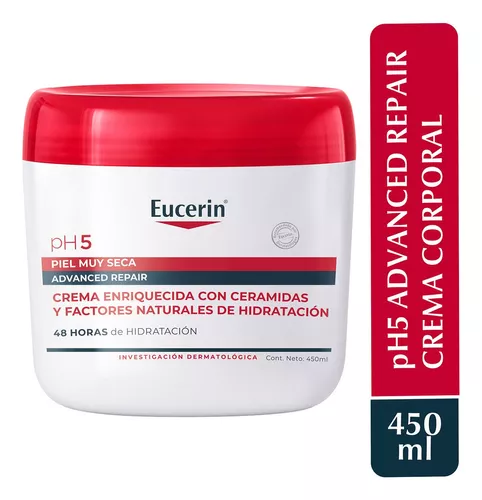 Eucerin®
pH5
PIEL MUY SECA
ADVANCED REPAIR
CREMA ENRIQUECIDA CON CERAMIDAS
Y FACTORES NATURALES DE HIDRATACIÓN
48 HORAS de HIDRATACIÓN
INVESTIGACIÓN DERMATOLÓGICA
Cont. Neto: 450ml
pH5 ADVANCED REPAIR
CREMA CORPORAL
450
ml